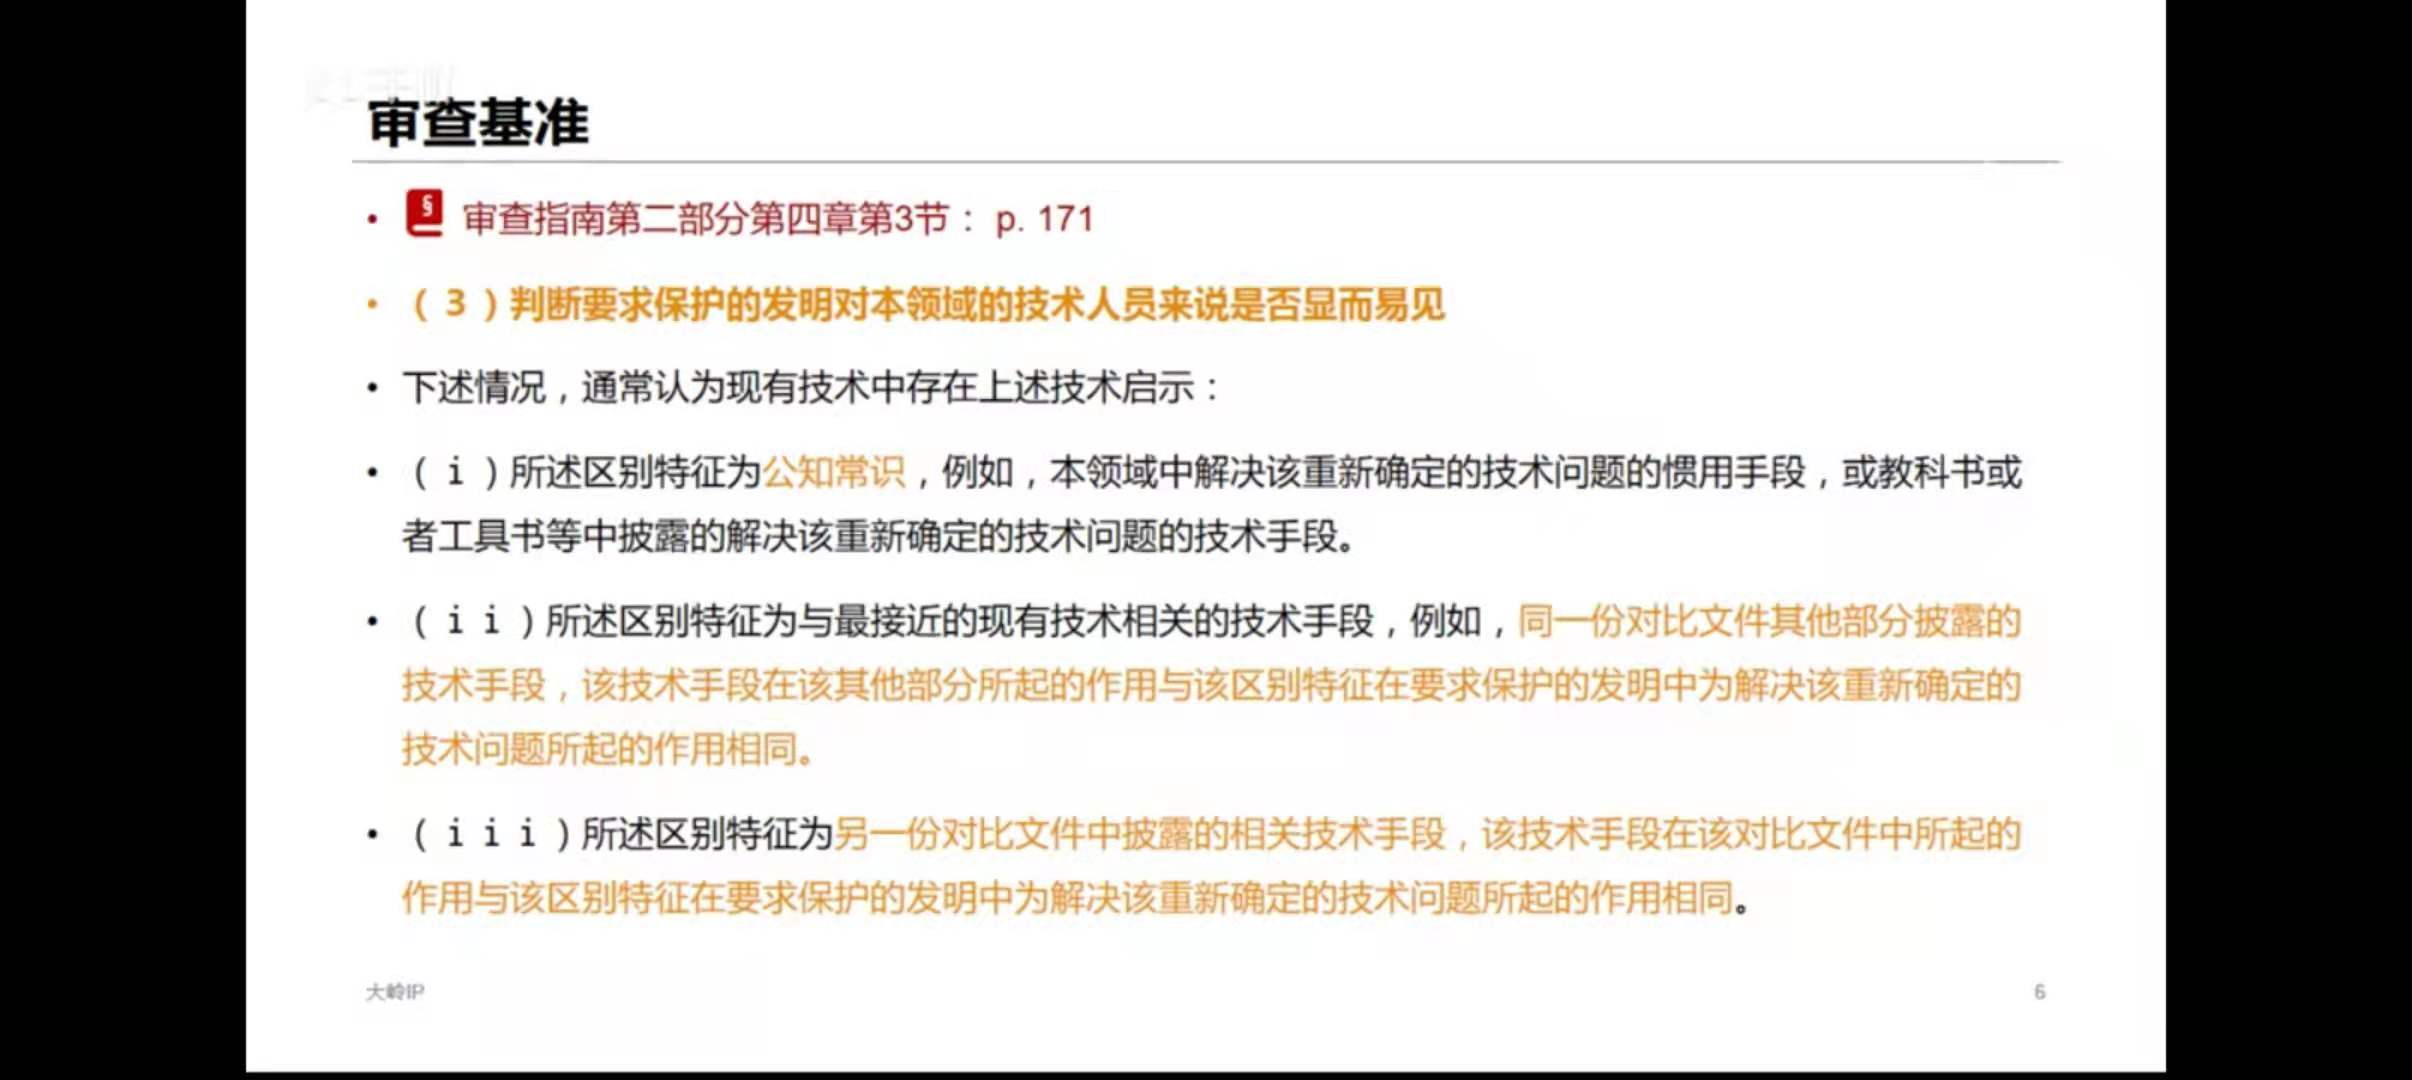 审查基准
• § 审查指南第二部分第四章第3节： p. 171
• （3）判断要求保护的发明对本领域的技术人员来说是否显而易见
• 下述情况，通常认为现有技术中存在上述技术启示：
• （i）所述区别特征为公知常识，例如，本领域中解决该重新确定的技术问题的惯用手段，或教科书或
者工具书等中披露的解决该重新确定的技术问题的技术手段。
• （ii）所述区别特征为与最接近的现有技术相关的技术手段，例如，同一份对比文件其他部分披露的
技术手段，该技术手段在该其他部分所起的作用与该区别特征在要求保护的发明中为解决该重新确定的
技术问题所起的作用相同。
• （iii）所述区别特征为另一份对比文件中披露的相关技术手段，该技术手段在该对比文件中所起的
作用与该区别特征在要求保护的发明中为解决该重新确定的技术问题所起的作用相同。
大岭IP
6